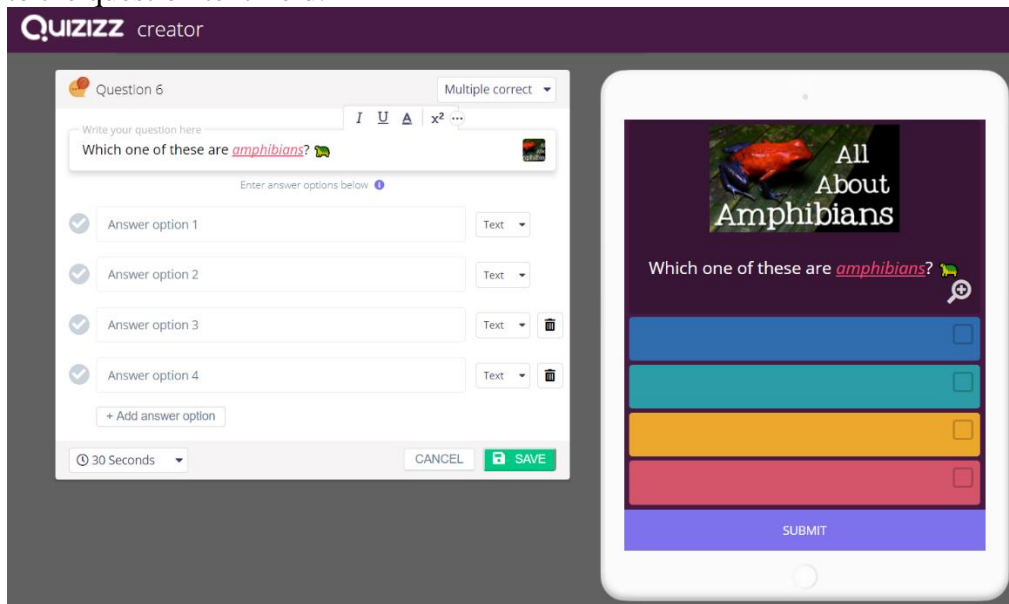 QUIZIZZ creator
Question 6
Multiple correct
I U A x² ...
Write your question here
Which one of these are amphibians?
Enter answer options below
Answer option 1
Text
Answer option 2
Text
Answer option 3
Text
Answer option 4
Text
+ Add answer option
30 Seconds
CANCEL
SAVE
All
About
Amphibians
Which one of these are amphibians?
SUBMIT